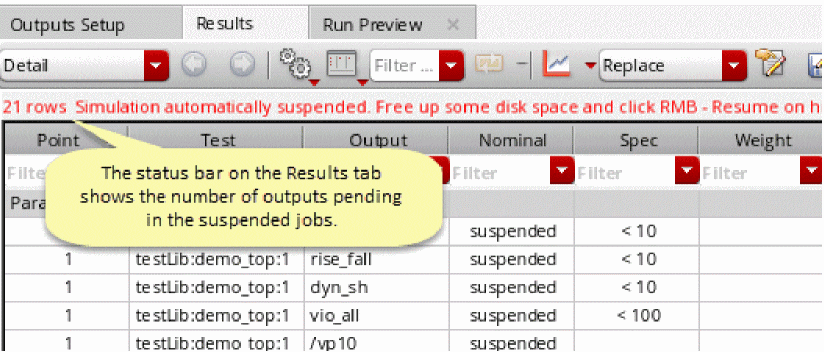 Outputs Setup Results Run Preview
Detail Filter ... Replace
21 rows Simulation automatically suspended. Free up some disk space and click RMB - Resume on
Point Test Output Nominal Spec Weight
Filter Filter Filter Filter
The status bar on the Results tab
shows the number of outputs pending
in the suspended jobs.
suspended < 10
1 testLib:demo_top:1 rise_fall suspended < 10
1 testLib:demo_top:1 dyn_sh suspended < 10
1 testLib:demo_top:1 vio_all suspended < 100
1 testLib:demo_top:1 /vp10 suspended